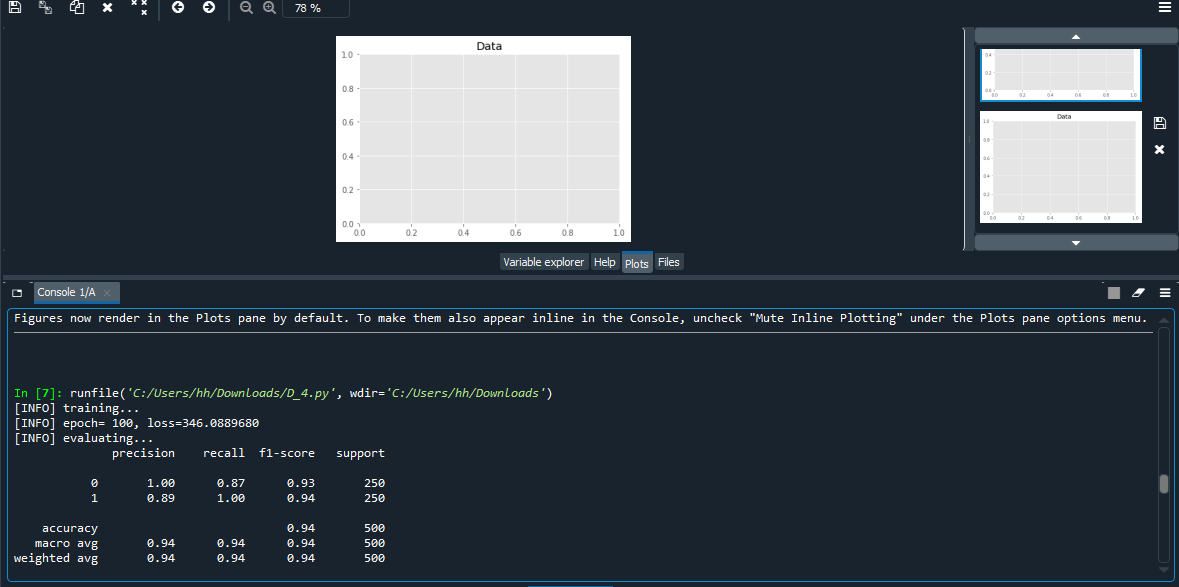 78 %
Data
1.0
0.8
0.6
0.4
0.2
0.0
0.0 0.2 0.4 0.6 0.8 1.0
0.4
0.2
0.0
0.0 0.2 0.4 0.6 0.8 1.0
Data
1.0
0.8
0.6
0.4
0.2
0.0
0.0 0.2 0.4 0.6 0.8 1.0
Variable explorer Help Plots Files
Console 1/A
Figures now render in the Plots pane by default. To make them also appear inline in the Console, uncheck "Mute Inline Plotting" under the Plots pane options menu.
In [7]: runfile('C:/Users/hh/Downloads/D_4.py', wdir='C:/Users/hh/Downloads')
[INFO] training...
[INFO] epoch= 100, loss=346.0889680
[INFO] evaluating...
precision recall f1-score support
0 1.00 0.87 0.93 250
1 0.89 1.00 0.94 250
accuracy 0.94 500
macro avg 0.94 0.94 0.94 500
weighted avg 0.94 0.94 0.94 500